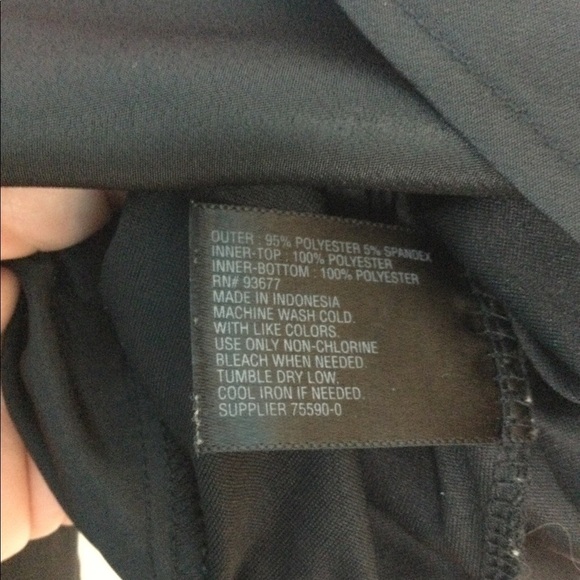 OUTER : 95% POLYESTER 5% SPANDEX
INNER-TOP : 100% POLYESTER
INNER-BOTTOM : 100% POLYESTER
RN# 93677
MADE IN INDONESIA
MACHINE WASH COLD.
WITH LIKE COLORS.
USE ONLY NON-CHLORINE
BLEACH WHEN NEEDED.
TUMBLE DRY LOW.
COOL IRON IF NEEDED.
SUPPLIER 75590-0